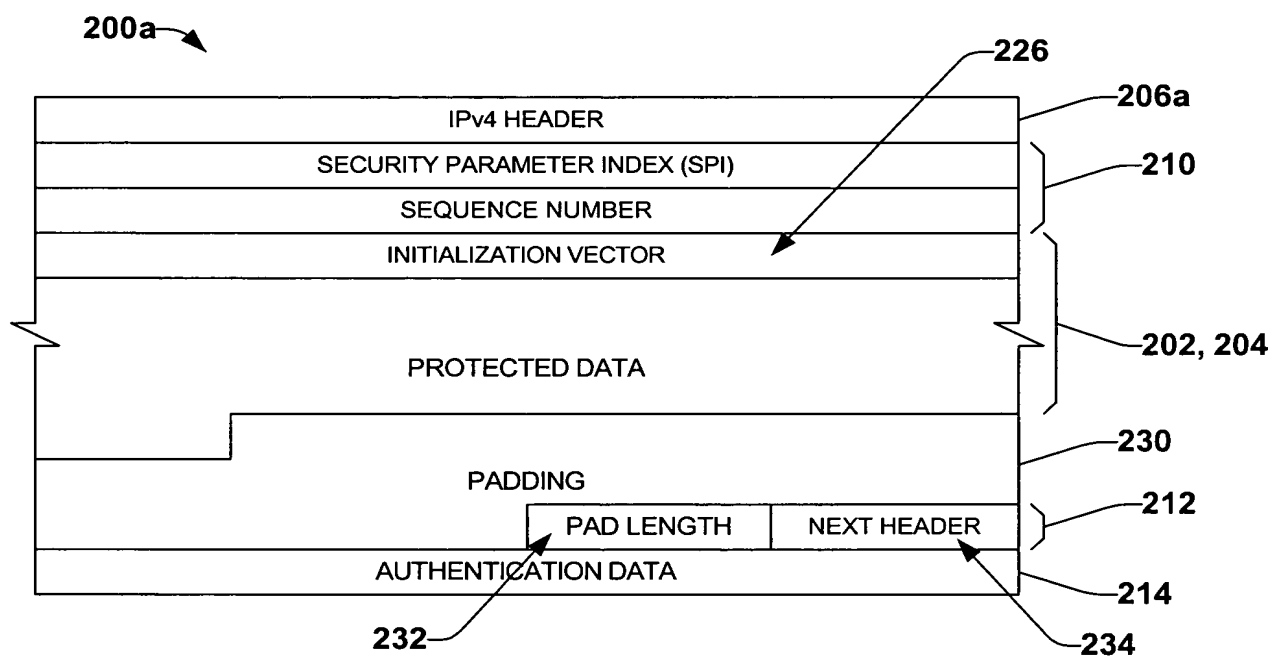 200a
226
IPv4 HEADER
206a
SECURITY PARAMETER INDEX (SPI)
210
SEQUENCE NUMBER
INITIALIZATION VECTOR
202, 204
PROTECTED DATA
230
PADDING
212
PAD LENGTH
NEXT HEADER
AUTHENTICATION DATA
214
232
234